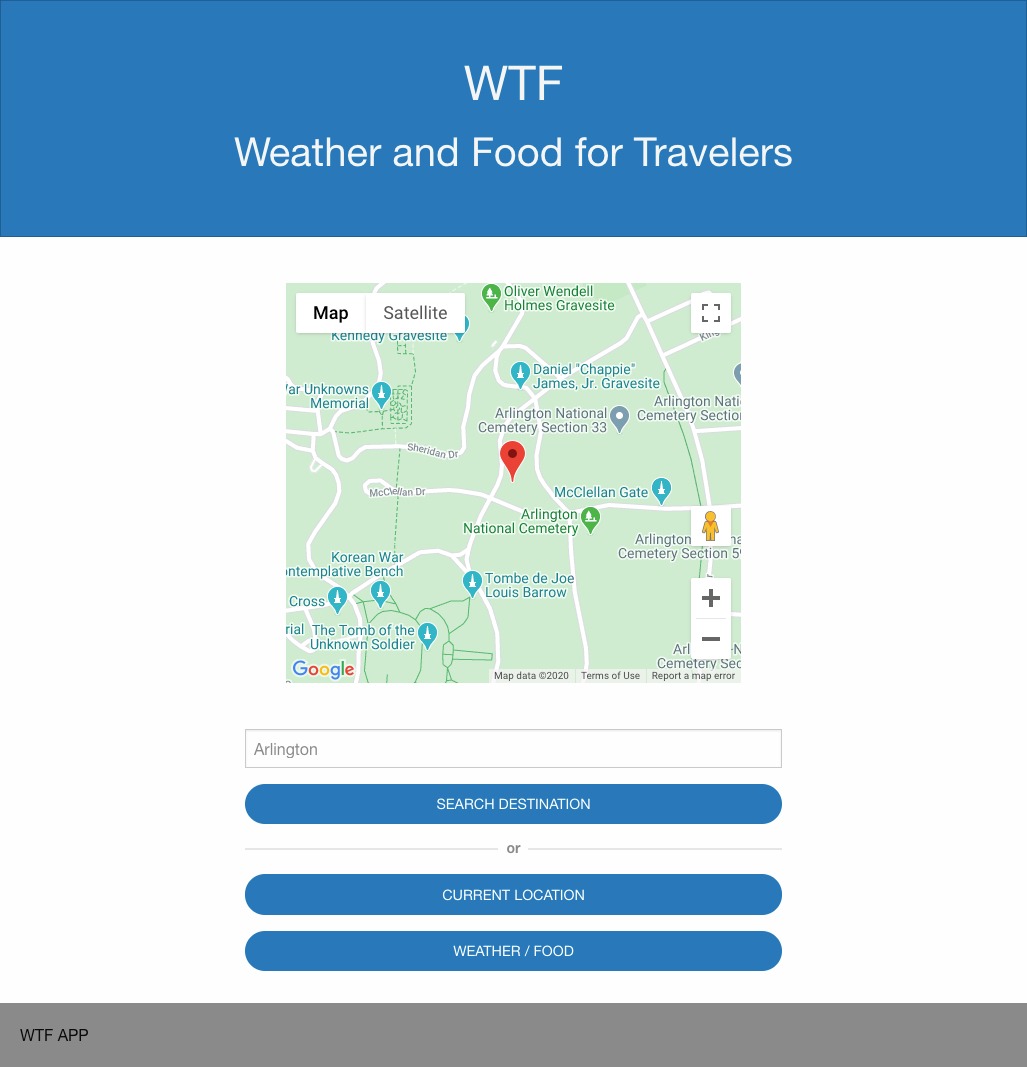 WTF
Weather and Food for Travelers
Map
Satellite
Oliver Wendell
Holmes Gravesite
Kennedy Gravesite
Daniel "Chappie"
James, Jr. Gravesite
ar Unknowns
Memorial
Arlington National
Cemetery Section 33
Arlington Nati
Cemetery Section
Sheridan Dr
McClellan Dr
McClellan Gate
Arlington
National Cemetery
Arlington
Cemetery Section 5
Korean War
ontemplative Bench
Tombe de Joe
Louis Barrow
Cross
rial
The Tomb of the
Unknown Soldier
Cemetery Sec
Google
Map data ©2020
Terms of Use
Report a map error
Arlington
SEARCH DESTINATION
or
CURRENT LOCATION
WEATHER / FOOD
WTF APP